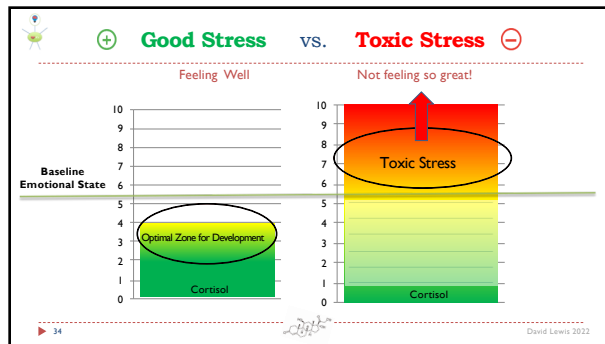 Good Stress vs. Toxic Stress
Feeling Well
Not feeling so great!
10
9
8
7
6
5
4
3
2
1
0
Baseline
Emotional State
Optimal Zone for Development
Cortisol
10
9
8
7
6
5
4
3
2
1
0
Toxic Stress
Cortisol
34
David Lewis 2022